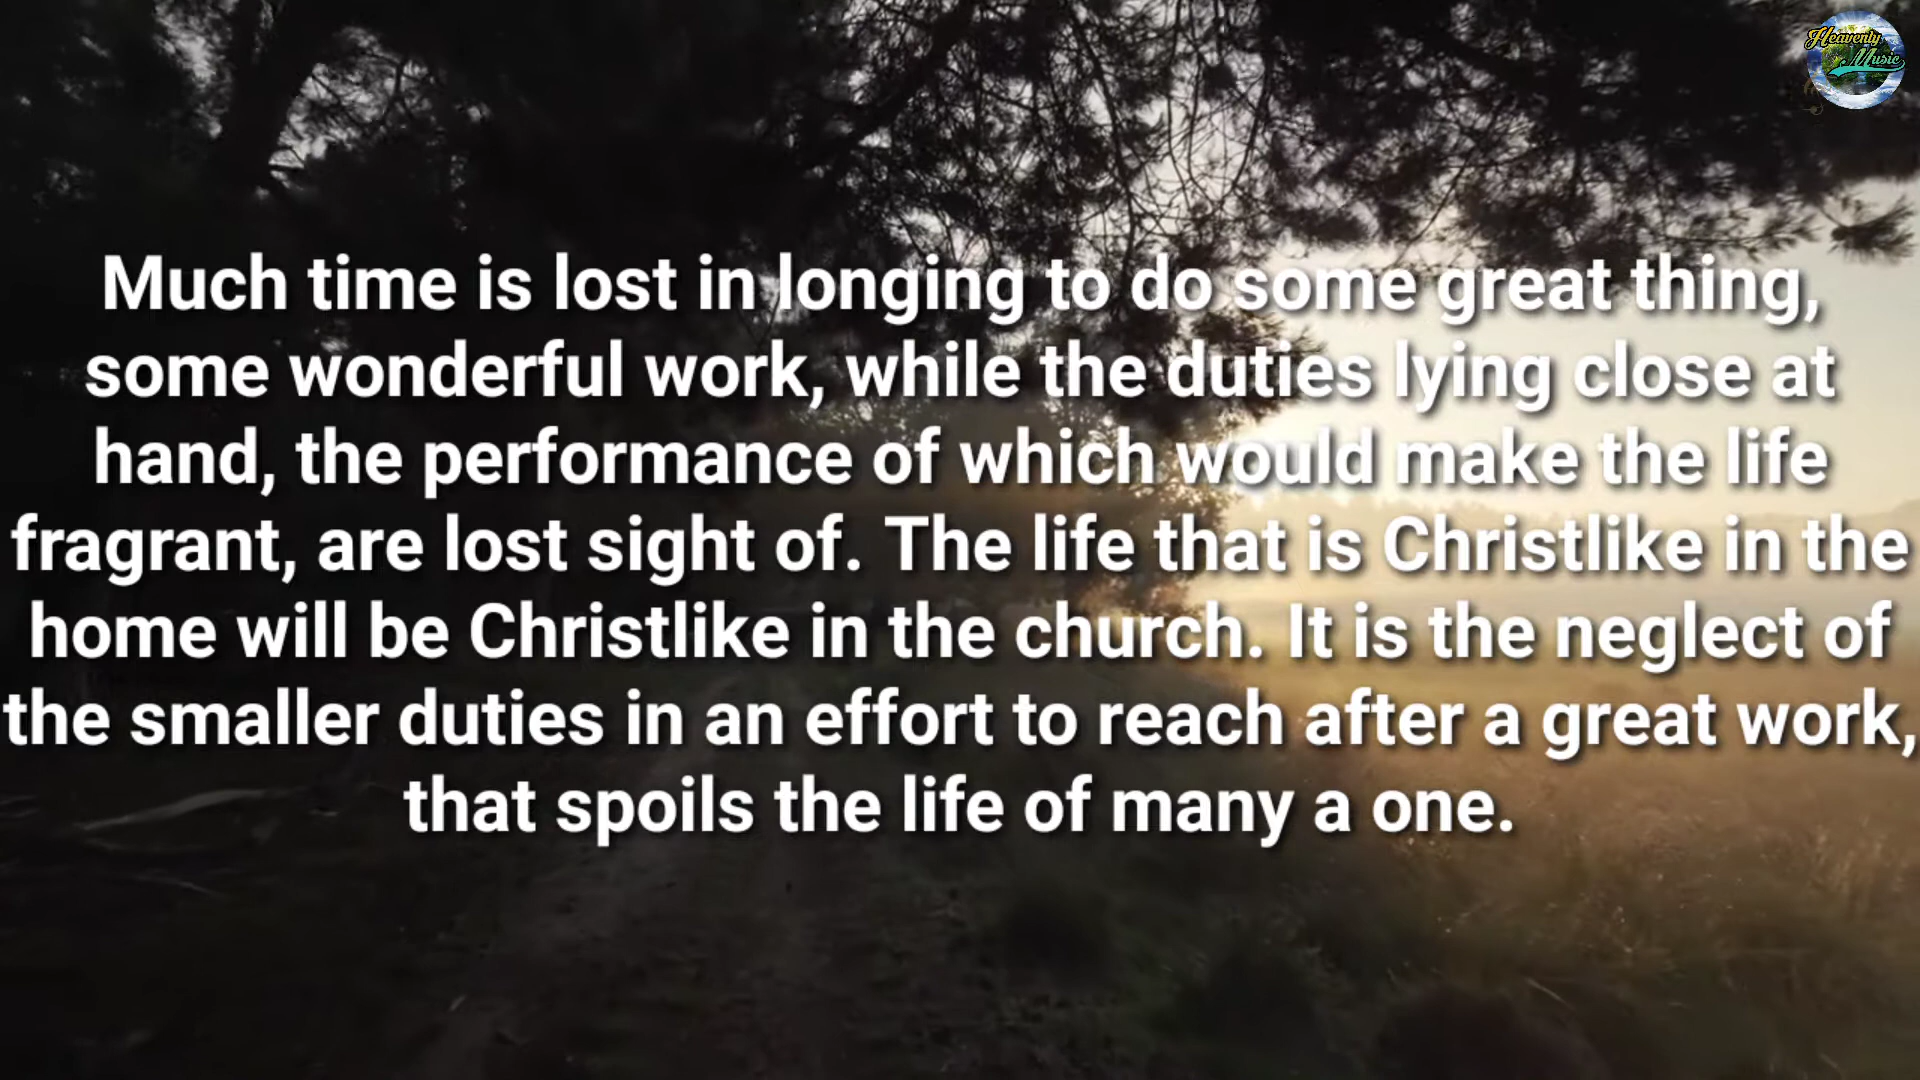 Heavenly
Music
Much time is lost in longing to do some great thing,
some wonderful work, while the duties lying close at
hand, the performance of which would make the life
fragrant, are lost sight of. The life that is Christlike in the
home will be Christlike in the church. It is the neglect of
the smaller duties in an effort to reach after a great work,
that spoils the life of many a one.